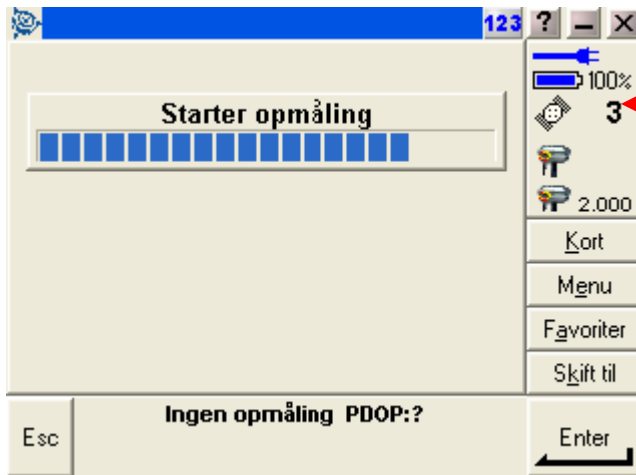 123 ?
100%
Starter opmåling
3
2.000
Kort
Menu
Favoriter
Skift til
Ingen opmåling PDOP:?
Esc
Enter